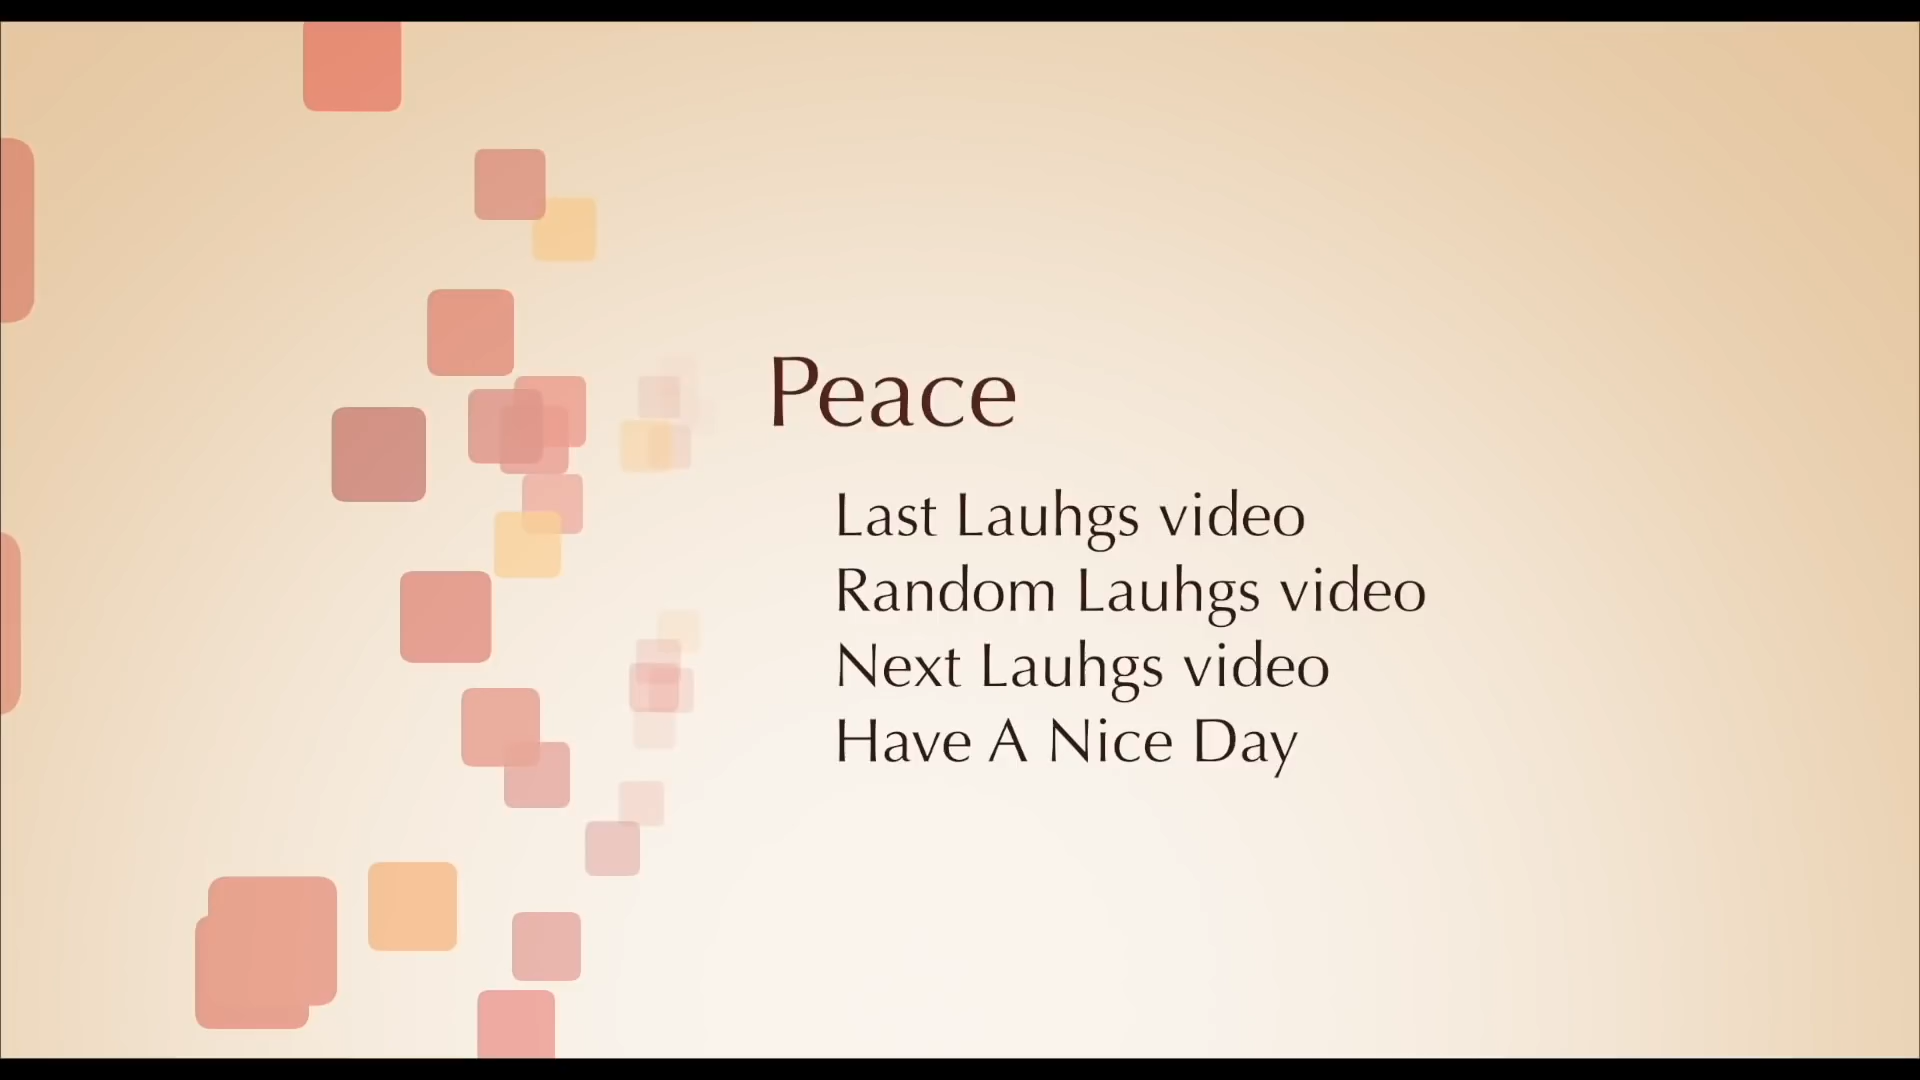 Peace
Last Lauhgs video
Random Lauhgs video
Next Lauhgs video
Have A Nice Day